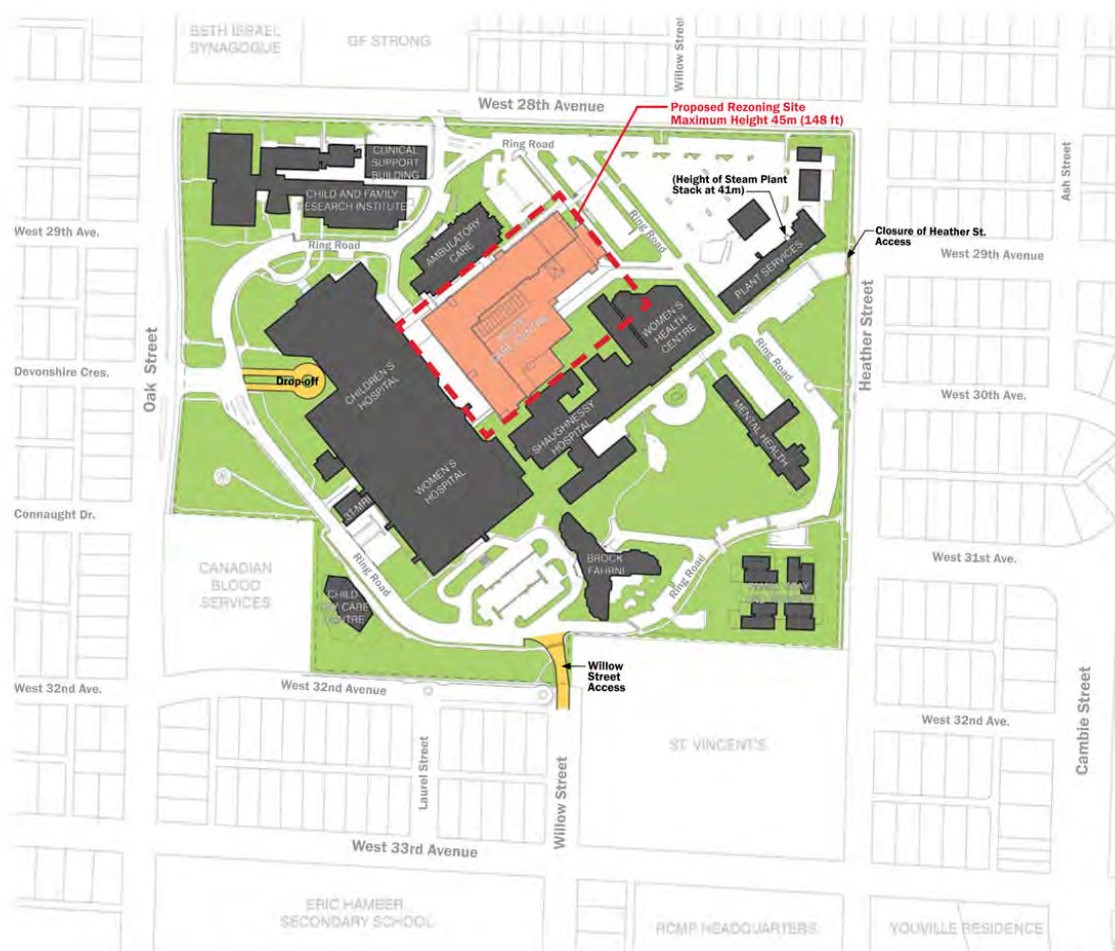 BETH ISRAEL
SYNAGOGUE
GF STRONG
Willow Street
West 28th Avenue
Proposed Rezoning Site
Maximum Height 45m (148 ft)
Ring Road
CLINICAL
SUPPORT
BUILDING
CHILD AND FAMILY
RESEARCH INSTITUTE
(Height of Steam Plant
Stack at 41m)
Ash Street
West 29th Ave.
Ring Road
AMBULATORY
CARE
Ring Road
Closure of Heather St.
Access
West 29th Avenue
PLANT SERVICES
WOMEN'S
HEALTH
CENTRE
CARE CENTRE
Heather Street
Oak Street
Devonshire Cres.
Drop-off
CHILDREN'S
HOSPITAL
Ring Road
West 30th Ave.
SHAUGHNESSY
HOSPITAL
MENTAL HEALTH
WOMEN'S
HOSPITAL
3T-MRI
Connaught Dr.
West 31st Ave.
CANADIAN
BLOOD
SERVICES
Ring Road
BROCK
FAHRNI
Ring Road
CHILD
DAY CARE
CENTRE
Willow
Street
Access
West 32nd Ave.
West 32nd Avenue
West 32nd Ave.
ST. VINCENT'S
Cambie Street
Laurel Street
Willow Street
West 33rd Avenue
ERIC HAMBER
SECONDARY SCHOOL
RCMP HEADQUARTERS
YOUVILLE RESIDENCE